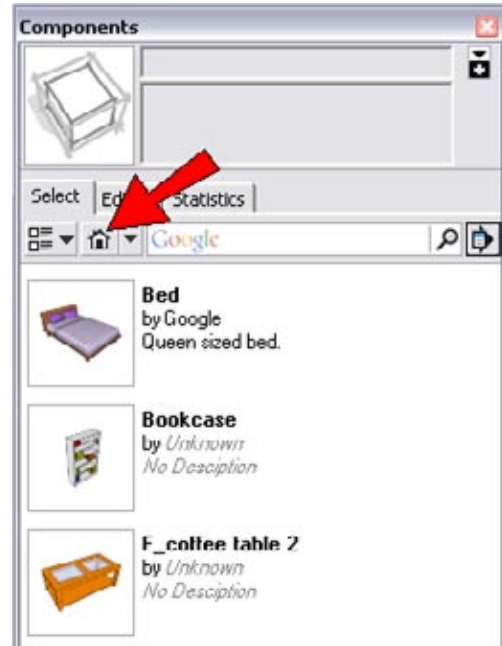 Components
Select Ed Statistics
Google
Bed
by Google
Queen sized bed.
Bookcase
by Unknown
No Desciption
F_coffee table 2
by Unknown
No Desciption